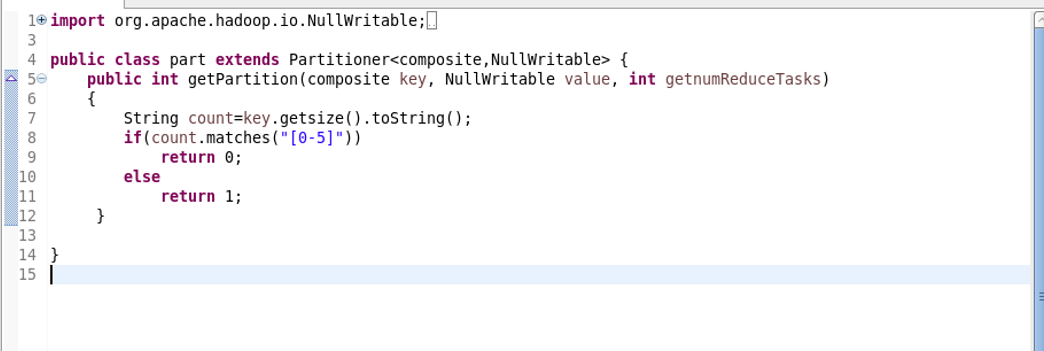 1 import org.apache.hadoop.io.NullWritable;
3
4 public class part extends Partitioner<composite,NullWritable> {
5 public int getPartition(composite key, NullWritable value, int getnumReduceTasks)
6 {
7 String count=key.getsize().toString();
8 if(count.matches("[0-5]"))
9 return 0;
10 else
11 return 1;
12 }
13
14 }
15